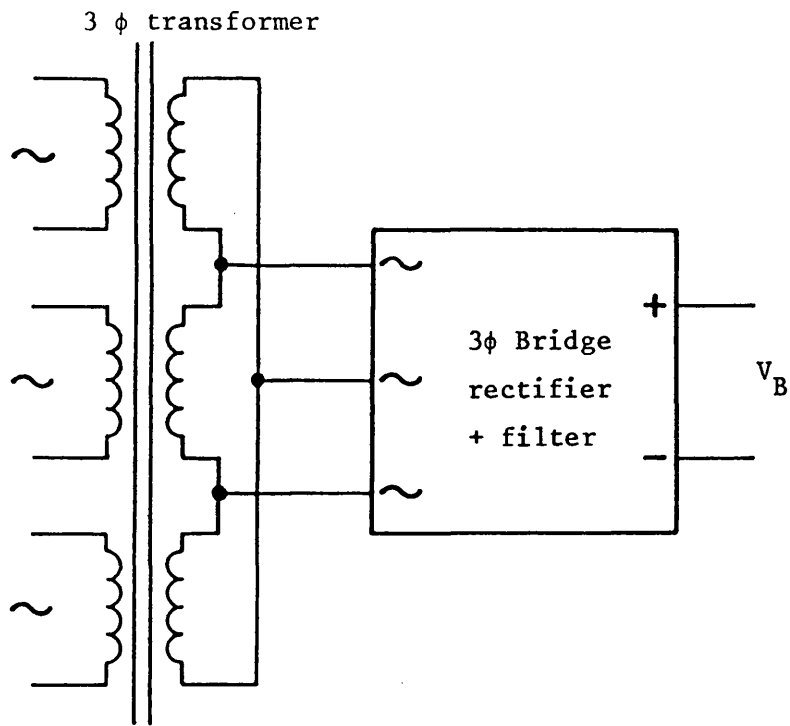 3 ϕ transformer
∼
∼
∼
∼
∼
∼
3ϕ Bridge
rectifier
+ filter
+
−
V_B